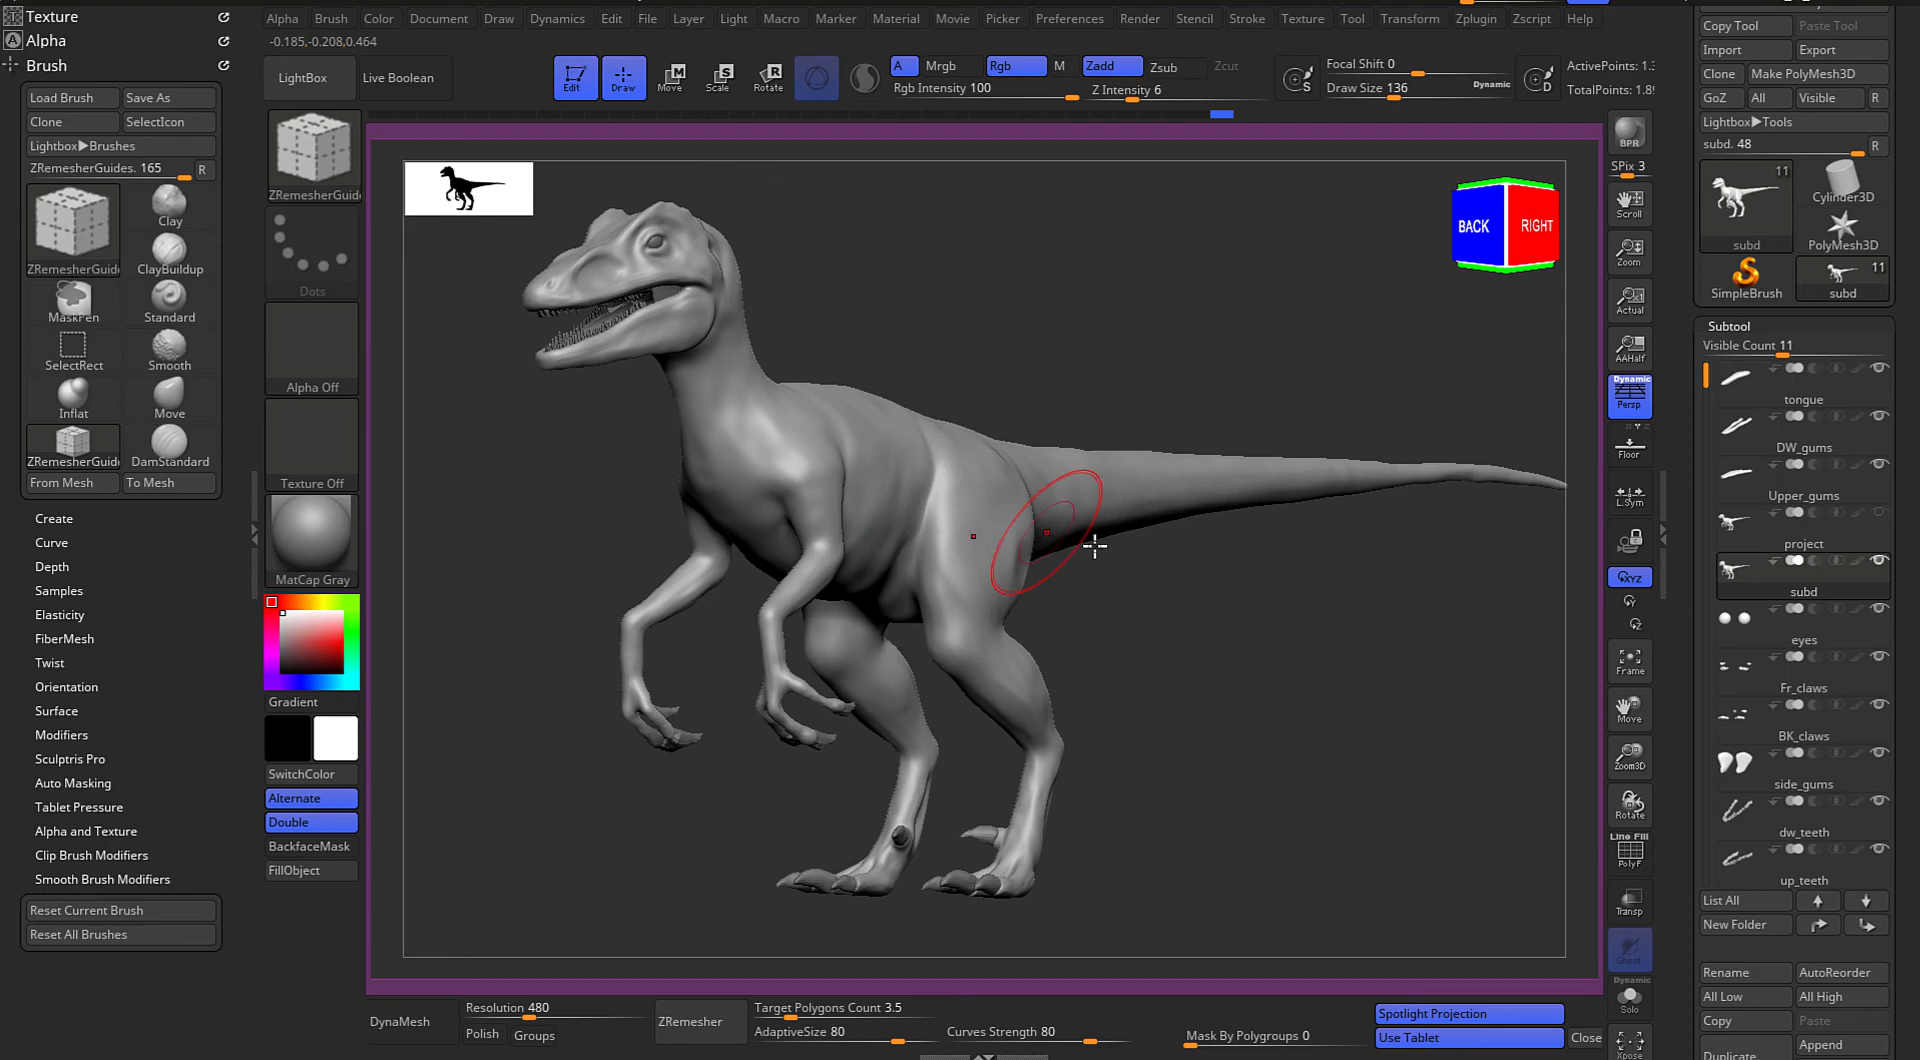 Texture
Alpha
Brush
Load Brush Save As
Clone SelectIcon
Lightbox▶Brushes
ZRemesherGuides. 165 R
ZRemesherGuid
Clay
ClayBuildup
MaskPen Standard
SelectRect Smooth
Inflat Move
ZRemesherGuid DamStandard
From Mesh To Mesh
Create
Curve
Depth
Samples
Elasticity
FiberMesh
Twist
Orientation
Surface
Modifiers
Sculptris Pro
Auto Masking
Tablet Pressure
Alpha and Texture
Clip Brush Modifiers
Smooth Brush Modifiers
Reset Current Brush
Reset All Brushes
Alpha Brush Color Document Draw Dynamics Edit File Layer Light Macro Marker Material Movie Picker Preferences Render Stencil Stroke Texture Tool Transform Zplugin Zscript Help
-0.185,-0.208,0.464
LightBox Live Boolean
Edit Draw Move Scale Rotate
A Mrgb Rgb M Zadd Zsub Zcut
Rgb Intensity 100 Z Intensity 6
S Focal Shift 0
Draw Size 136 Dynamic
D ActivePoints: 1.
TotalPoints: 1.8
ZRemesherGuid
Dots
Alpha Off
Texture Off
MatCap Gray
Gradient
SwitchColor
Alternate
Double
BackfaceMask
FillObject
BACK RIGHT
BPR
SPix 3
Scroll
Zoom
Actual
AAHalf
Dynamic
Persp
Floor
L.Sym
XYZ
Y
Z
Frame
Move
Zoom3D
Rotate
Line Fill
PolyF
Transp
Ghost
Dynamic
Solo
Xpose
DynaMesh Resolution 480
Polish Groups
ZRemesher Target Polygons Count 3.5
AdaptiveSize 80 Curves Strength 80
Mask By Polygroups 0
Spotlight Projection
Use Tablet Close
Copy Tool Paste Tool
Import Export
Clone Make PolyMesh3D
GoZ All Visible R
Lightbox▶Tools
subd. 48 R
11
subd
Cylinder3D
PolyMesh3D
SimpleBrush
11
subd
Subtool
Visible Count 11
tongue
DW_gums
Upper_gums
project
subd
eyes
Fr_claws
BK_claws
side_gums
dw_teeth
up_teeth
List All
New Folder
Rename AutoReorder
All Low All High
Copy Paste
Append
Duplicate